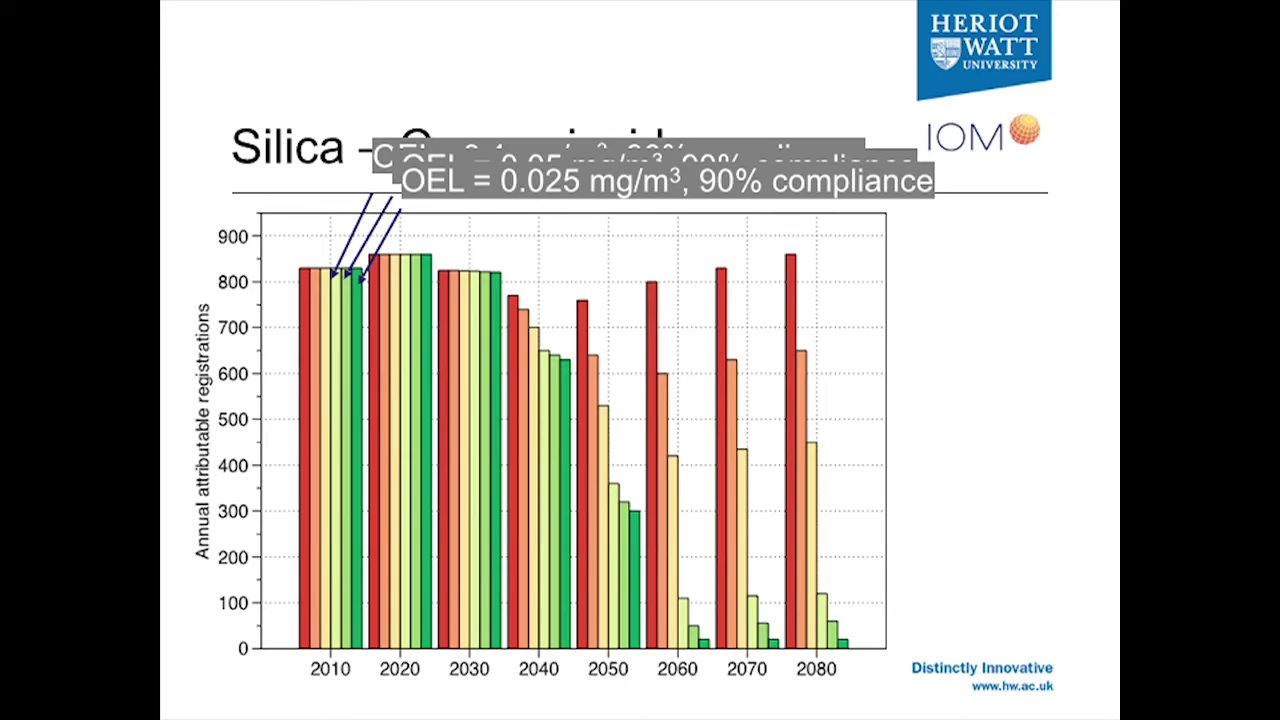 HERIOT
WATT
UNIVERSITY
IOM
Silica –
OEL = 0.025 mg/m³, 90% compliance
900
800
700
600
500
400
300
200
100
0
Annual attributable registrations
2010 2020 2030 2040 2050 2060 2070 2080
Distinctly Innovative
www.hw.ac.uk